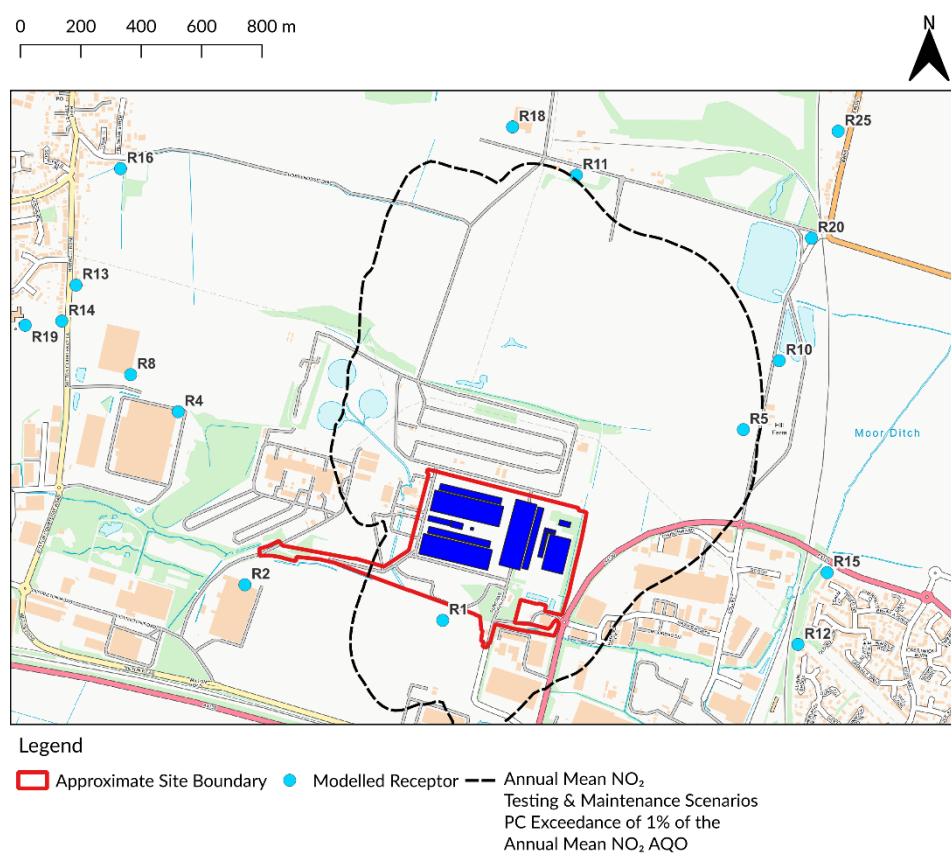 0 200 400 600 800 m
N
R18
R25
R16
R11
R20
R13
R14
R19
R8
R10
R4
R5
Hill
Farm
Moor Ditch
R2
R15
R1
R12
Legend
Approximate Site Boundary
Modelled Receptor
Annual Mean NO₂
Testing & Maintenance Scenarios
PC Exceedance of 1% of the
Annual Mean NO₂ AQO